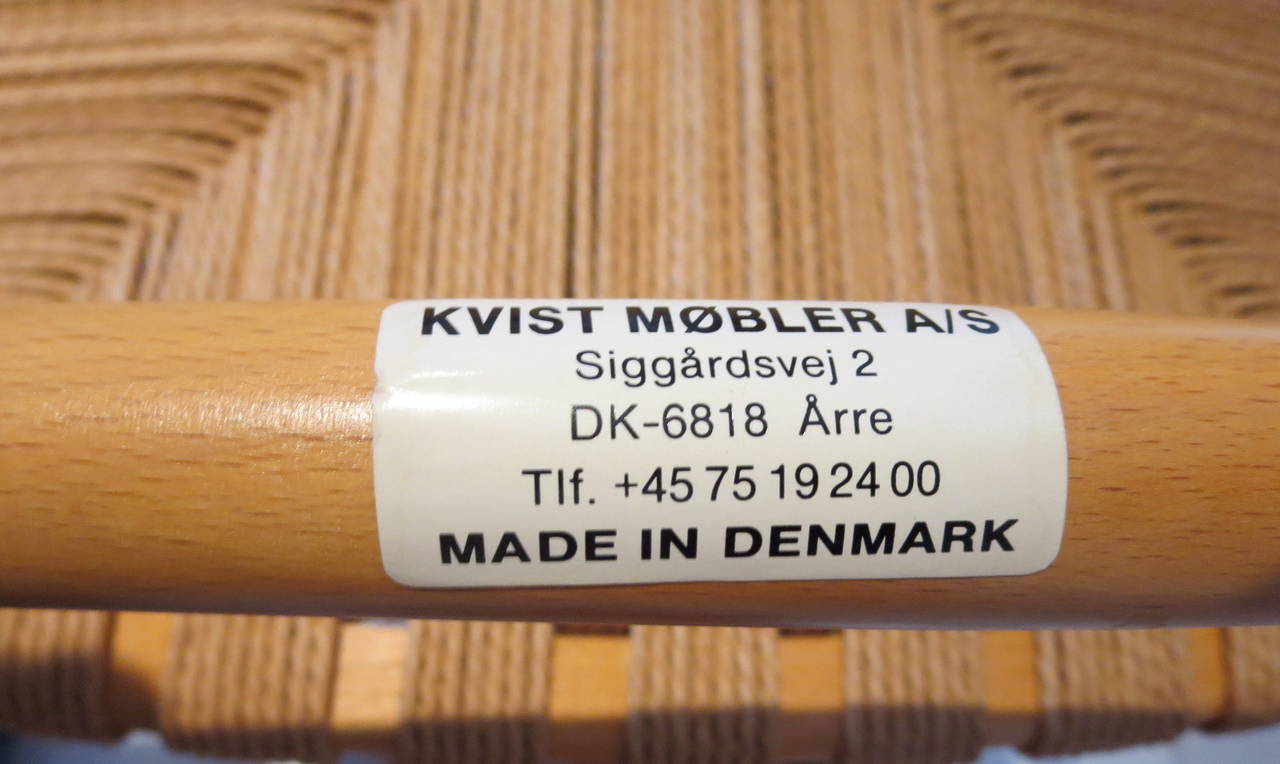 KVIST MØBLER A/S
Siggårdsvej 2
DK-6818 Årre
Tlf. +45 75 19 24 00
MADE IN DENMARK